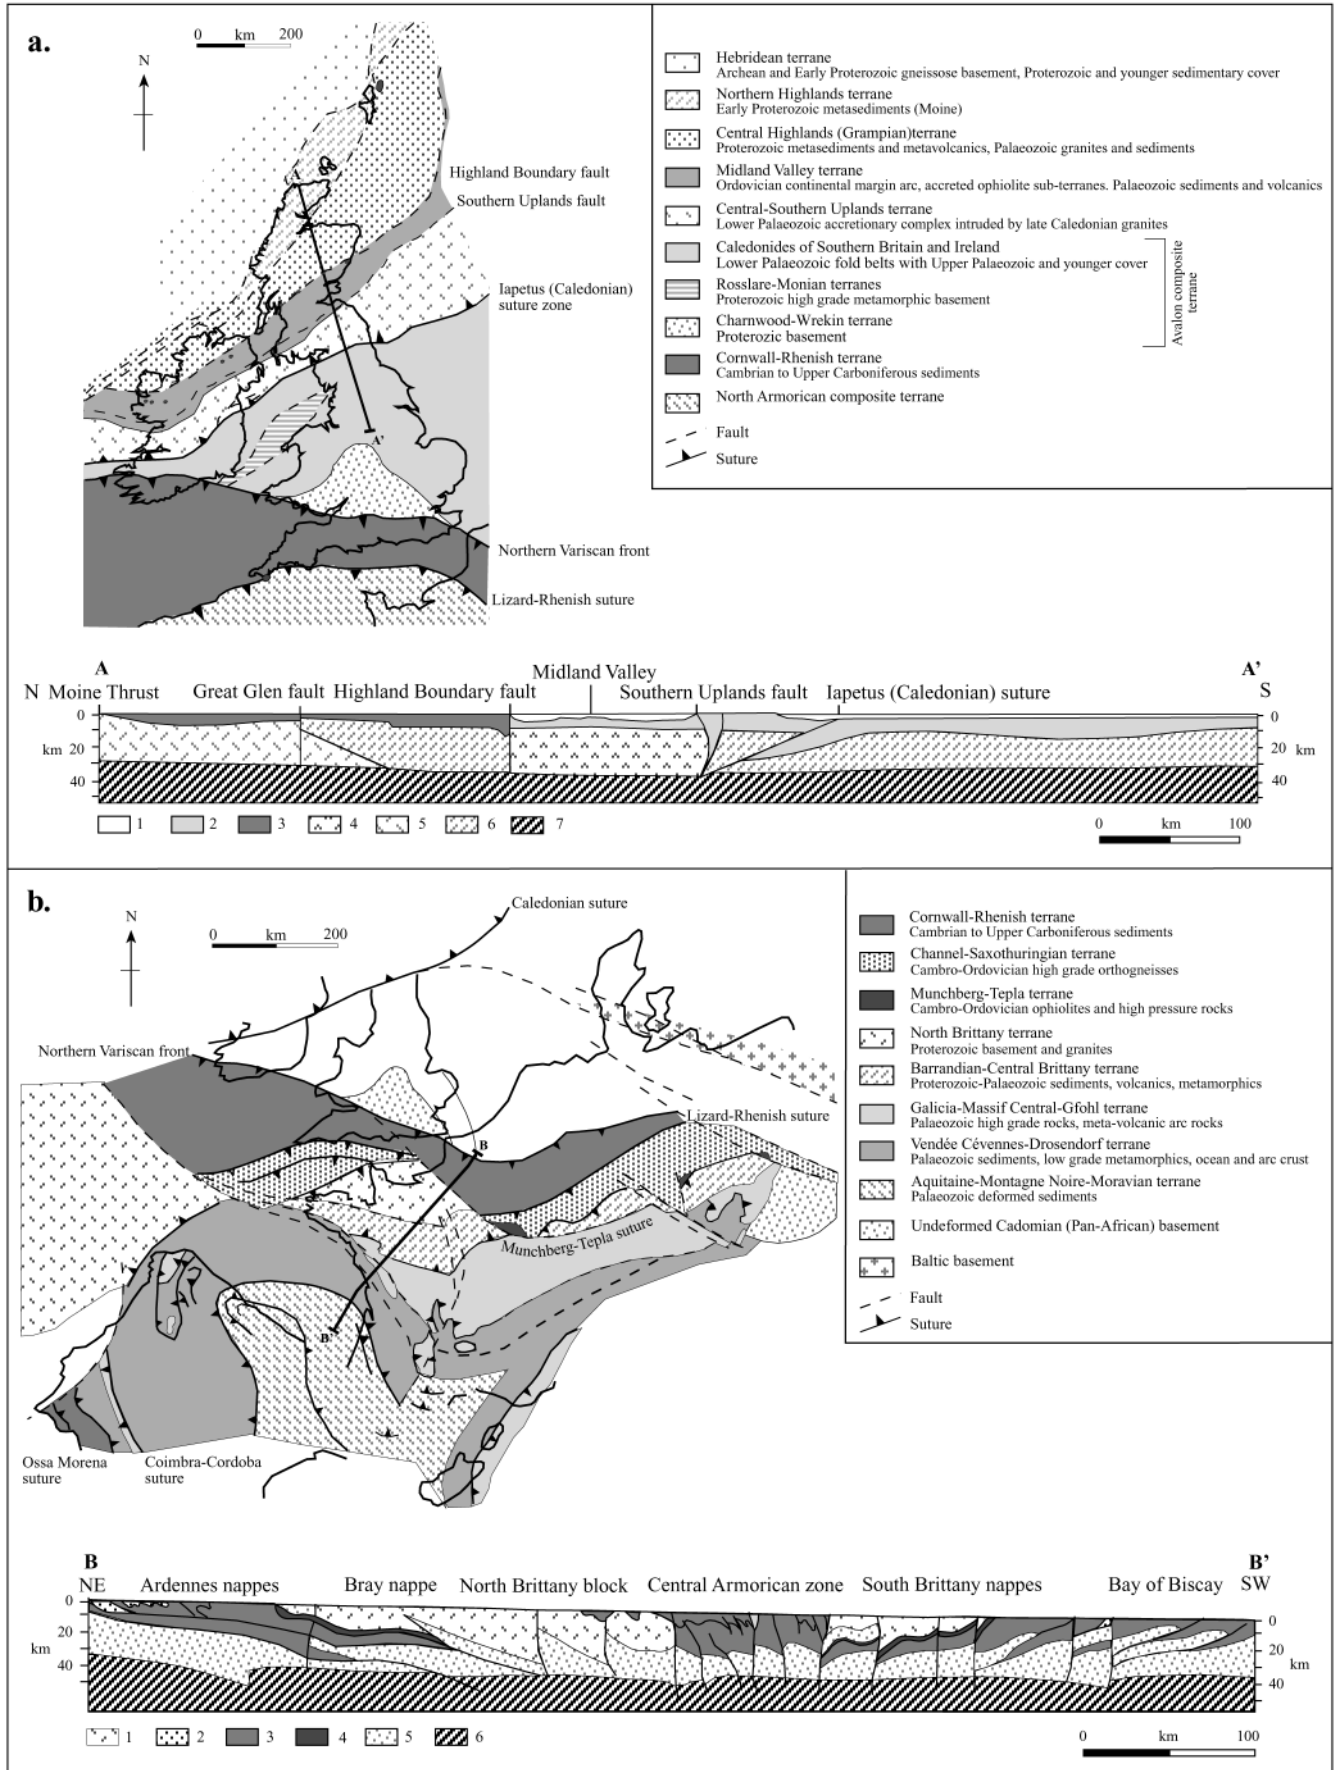 a.
0 km 200
N
Highland Boundary fault
Southern Uplands fault
Iapetus (Caledonian)
suture zone
A
A'
Northern Variscan front
Lizard-Rhenish suture
Hebridean terrane
Archean and Early Proterozoic gneissose basement, Proterozoic and younger sedimentary cover
Northern Highlands terrane
Early Proterozoic metasediments (Moine)
Central Highlands (Grampian)terrane
Proterozoic metasediments and metavolcanics, Palaeozoic granites and sediments
Midland Valley terrane
Ordovician continental margin arc, accreted ophiolite sub-terranes. Palaeozoic sediments and volcanics
Central-Southern Uplands terrane
Lower Palaeozoic accretionary complex intruded by late Caledonian granites
Caledonides of Southern Britain and Ireland
Lower Palaeozoic fold belts with Upper Palaeozoic and younger cover
Rosslare-Monian terranes
Proterozoic high grade metamorphic basement
Charnwood-Wrekin terrane
Proterozic basement
Avalon composite
terrane
Cornwall-Rhenish terrane
Cambrian to Upper Carboniferous sediments
North Armorican composite terrane
Fault
Suture
A Midland Valley A'
N Moine Thrust Great Glen fault Highland Boundary fault Southern Uplands fault Iapetus (Caledonian) suture S
0 0
km 20 20 km
40 40
1 2 3 4 5 6 7
0 km 100
b.
N
0 km 200
Caledonian suture
Northern Variscan front
Lizard-Rhenish suture
B
Munchberg-Tepla suture
B'
Ossa Morena
suture
Coimbra-Cordoba
suture
Cornwall-Rhenish terrane
Cambrian to Upper Carboniferous sediments
Channel-Saxothuringian terrane
Cambro-Ordovician high grade orthogneisses
Munchberg-Tepla terrane
Cambro-Ordovician ophiolites and high pressure rocks
North Brittany terrane
Proterozoic basement and granites
Barrandian-Central Brittany terrane
Proterozoic-Palaeozoic sediments, volcanics, metamorphics
Galicia-Massif Central-Gfohl terrane
Palaeozoic high grade rocks, meta-volcanic arc rocks
Vendée Cévennes-Drosendorf terrane
Palaeozoic sediments, low grade metamorphics, ocean and arc crust
Aquitaine-Montagne Noire-Moravian terrane
Palaeozoic deformed sediments
Undeformed Cadomian (Pan-African) basement
Baltic basement
Fault
Suture
B B'
NE Ardennes nappes Bray nappe North Brittany block Central Armorican zone South Brittany nappes Bay of Biscay SW
0 0
20 20
km km
40 40
1 2 3 4 5 6
0 km 100